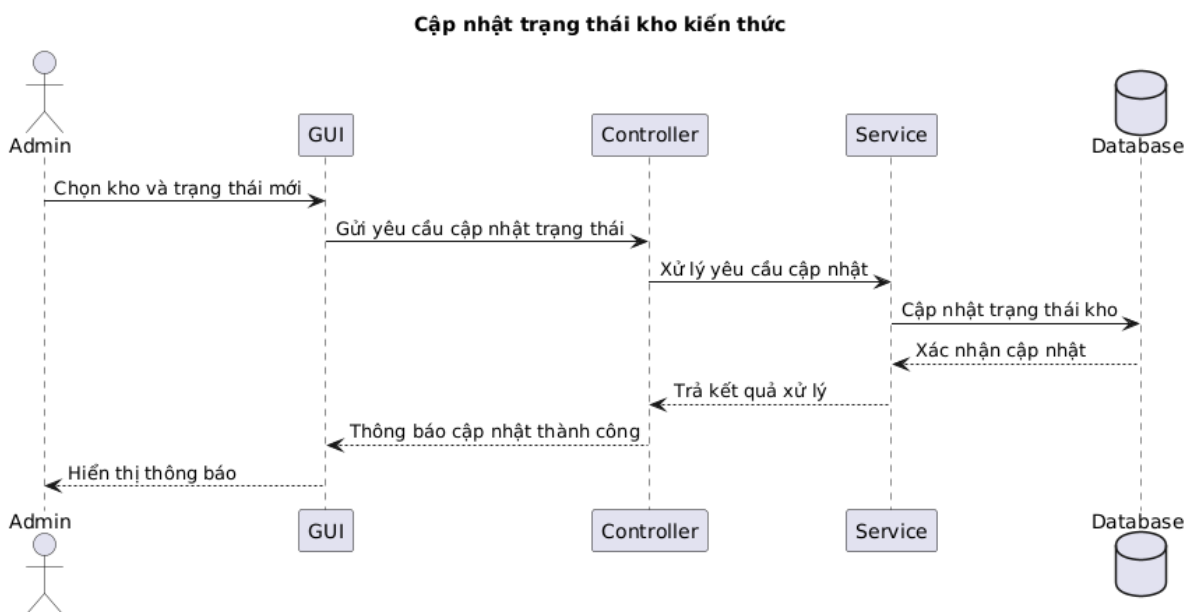 Cập nhật trạng thái kho kiến thức
Admin
GUI
Controller
Service
Database
Chọn kho và trạng thái mới
Gửi yêu cầu cập nhật trạng thái
Xử lý yêu cầu cập nhật
Cập nhật trạng thái kho
Xác nhận cập nhật
Trả kết quả xử lý
Thông báo cập nhật thành công
Hiển thị thông báo
Admin
GUI
Controller
Service
Database